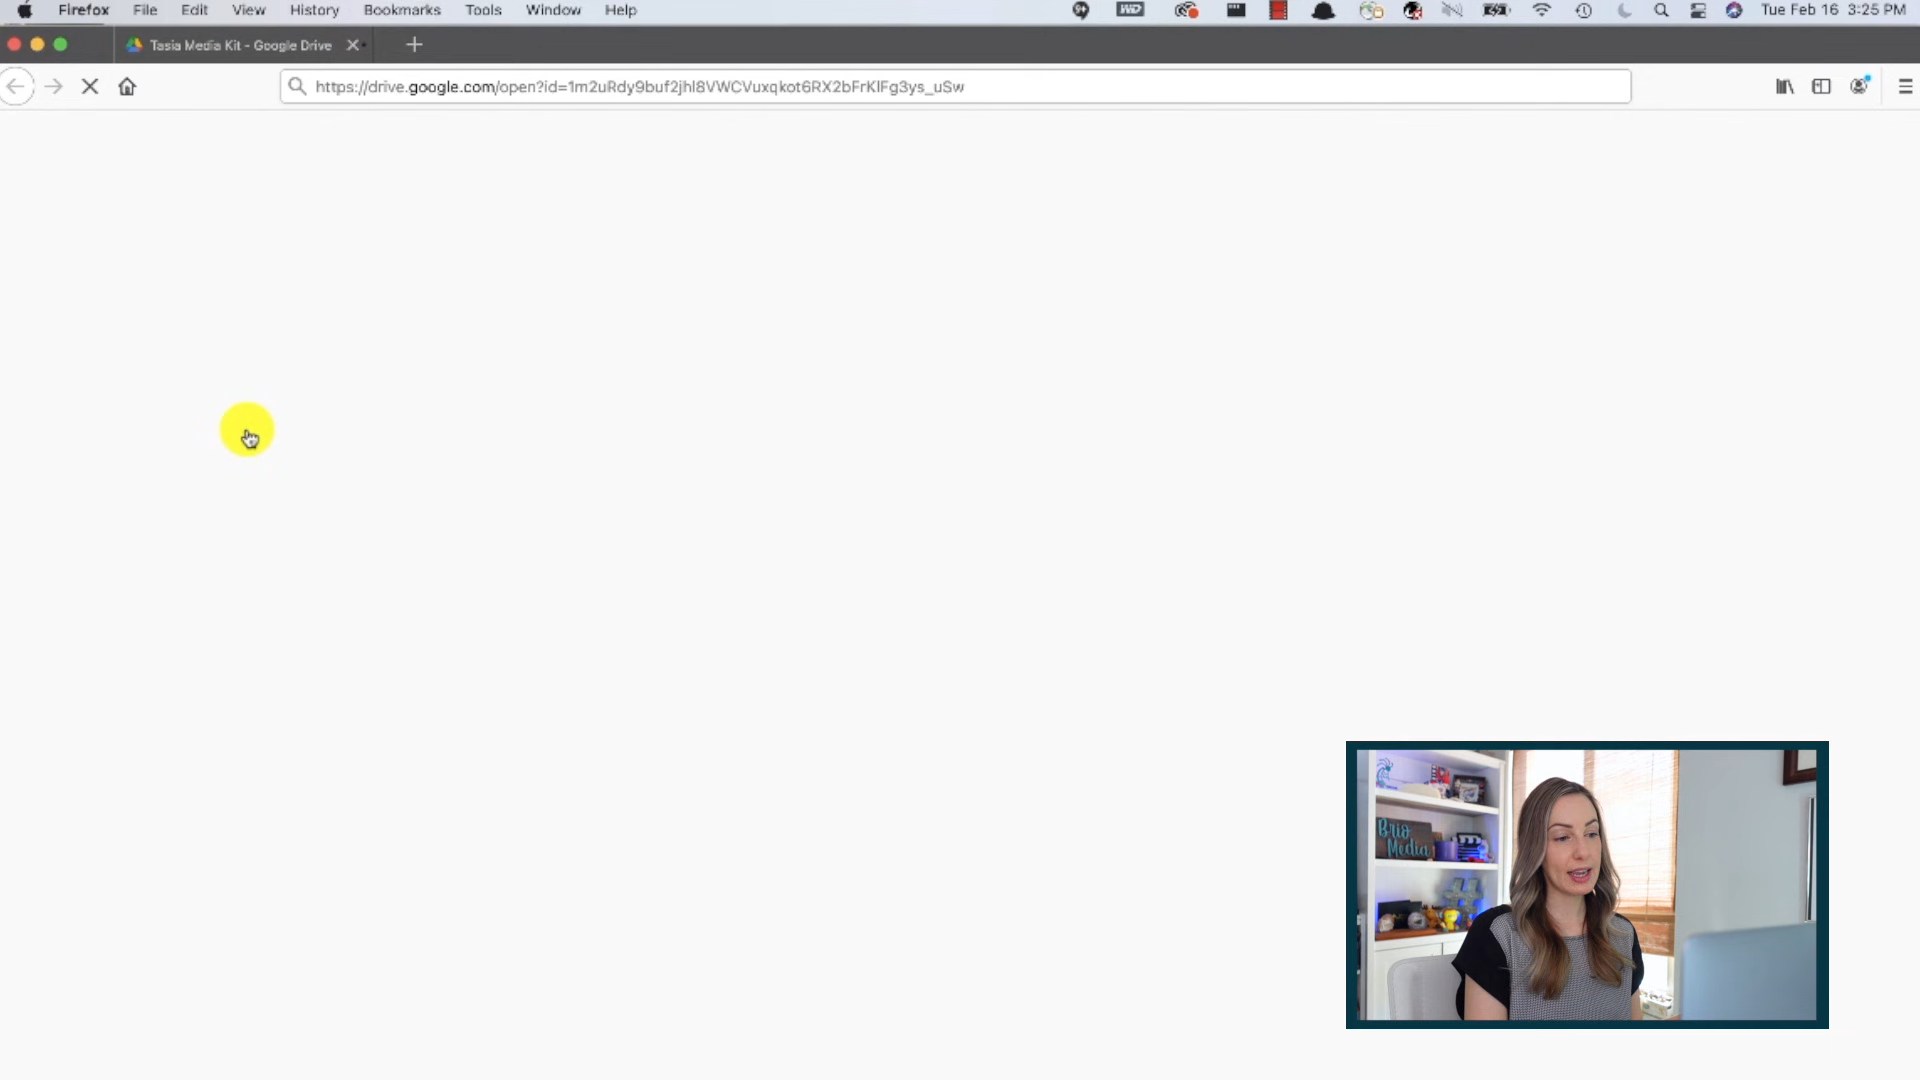 Firefox File Edit View History Bookmarks Tools Window Help WD Tue Feb 16 3:25 PM
Tasia Media Kit - Google Drive
https://drive.google.com/open?id=1m2uRdy9buf2jhl8VWCVuxqkot6RX2bFrKlFg3ys_uSw
Brio
Media